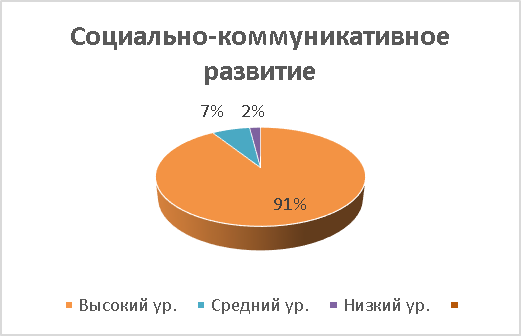 Социально-коммуникативное
развитие
7% 2%
91%
Высокий ур. Средний ур. Низкий ур.